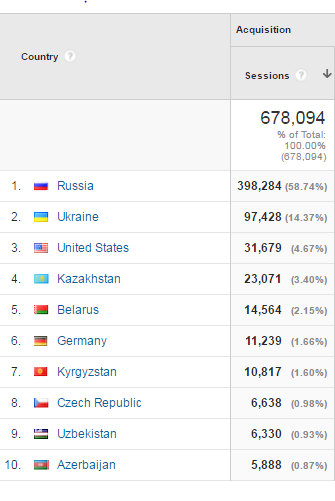 Acquisition
Country ?
Sessions ?
678,094
% of Total:
100.00%
(678,094)
1. Russia 398,284 (58.74%)
2. Ukraine 97,428 (14.37%)
3. United States 31,679 (4.67%)
4. Kazakhstan 23,071 (3.40%)
5. Belarus 14,564 (2.15%)
6. Germany 11,239 (1.66%)
7. Kyrgyzstan 10,817 (1.60%)
8. Czech Republic 6,638 (0.98%)
9. Uzbekistan 6,330 (0.93%)
10. Azerbaijan 5,888 (0.87%)